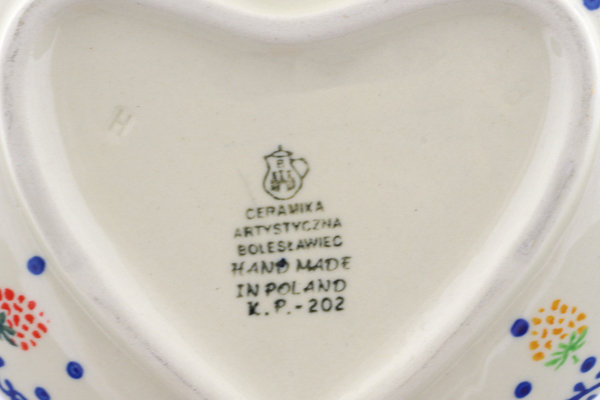 H
CERAMIKA
ARTYSTYCZNA
BOLESŁAWIEC
HAND MADE
IN POLAND
K.P.-202